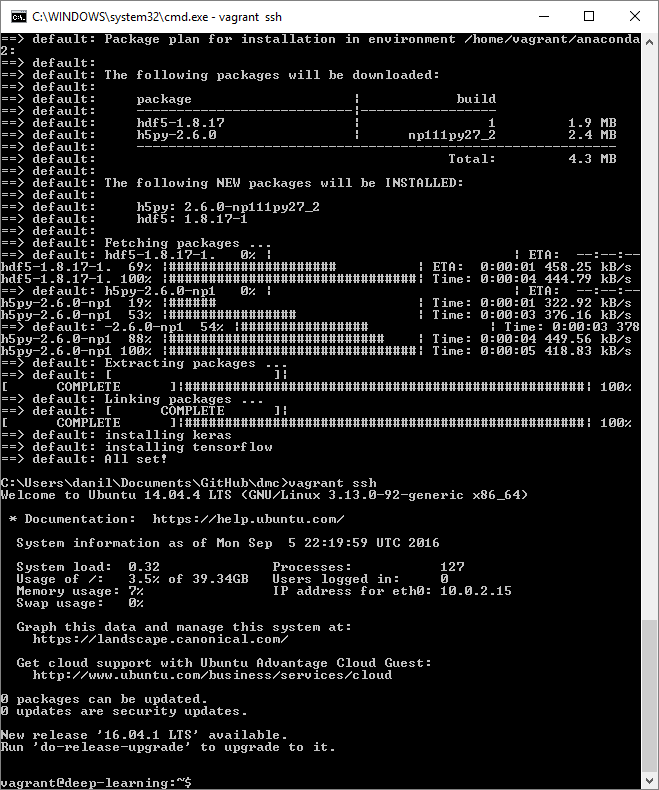 C:\WINDOWS\system32\cmd.exe - vagrant ssh
==> default: Package plan for installation in environment /home/vagrant/anaconda
2:
==> default:
==> default: The following packages will be downloaded:
==> default:
==> default:     package                    |            build
==> default:     ---------------------------|-----------------
==> default:     hdf5-1.8.17                |                1         1.9 MB
==> default:     h5py-2.6.0                 |      np111py27_2         2.4 MB
==> default:     ------------------------------------------------------------
==> default:                                            Total:         4.3 MB
==> default:
==> default: The following NEW packages will be INSTALLED:
==> default:
==> default:     h5py: 2.6.0-np111py27_2
==> default:     hdf5: 1.8.17-1
==> default:
==> default: Fetching packages ...
==> default: hdf5-1.8.17-1.   0% |                              | ETA:  --:--:--
hdf5-1.8.17-1.  69% |#####################          | ETA:  0:00:01 458.25 kB/s
hdf5-1.8.17-1. 100% |###############################| Time: 0:00:04 444.79 kB/s
==> default: h5py-2.6.0-np1   0% |                              | ETA:  --:--:--
h5py-2.6.0-np1  19% |######                         | Time: 0:00:01 322.92 kB/s
h5py-2.6.0-np1  53% |################               | Time: 0:00:03 376.16 kB/s
==> default: -2.6.0-np1  54% |################               | Time: 0:00:03 378
h5py-2.6.0-np1  88% |###########################    | Time: 0:00:04 449.56 kB/s
h5py-2.6.0-np1 100% |###############################| Time: 0:00:05 418.83 kB/s
==> default: Extracting packages ...
==> default: [                    ]|
[      COMPLETE      ]|##################################################| 100%
==> default: Linking packages ...
==> default: [      COMPLETE      ]|
[      COMPLETE      ]|##################################################| 100%
==> default: installing keras
==> default: installing tensorflow
==> default: All set!
C:\Users\danil\Documents\GitHub\dmc>vagrant ssh
Welcome to Ubuntu 14.04.4 LTS (GNU/Linux 3.13.0-92-generic x86_64)
* Documentation:  https://help.ubuntu.com/
System information as of Mon Sep  5 22:19:59 UTC 2016
System load:  0.32              Processes:           127
Usage of /:   3.5% of 39.34GB   Users logged in:     0
Memory usage: 7%                IP address for eth0: 10.0.2.15
Swap usage:   0%
Graph this data and manage this system at:
https://landscape.canonical.com/
Get cloud support with Ubuntu Advantage Cloud Guest:
http://www.ubuntu.com/business/services/cloud
0 packages can be updated.
0 updates are security updates.
New release '16.04.1 LTS' available.
Run 'do-release-upgrade' to upgrade to it.
vagrant@deep-learning:~$